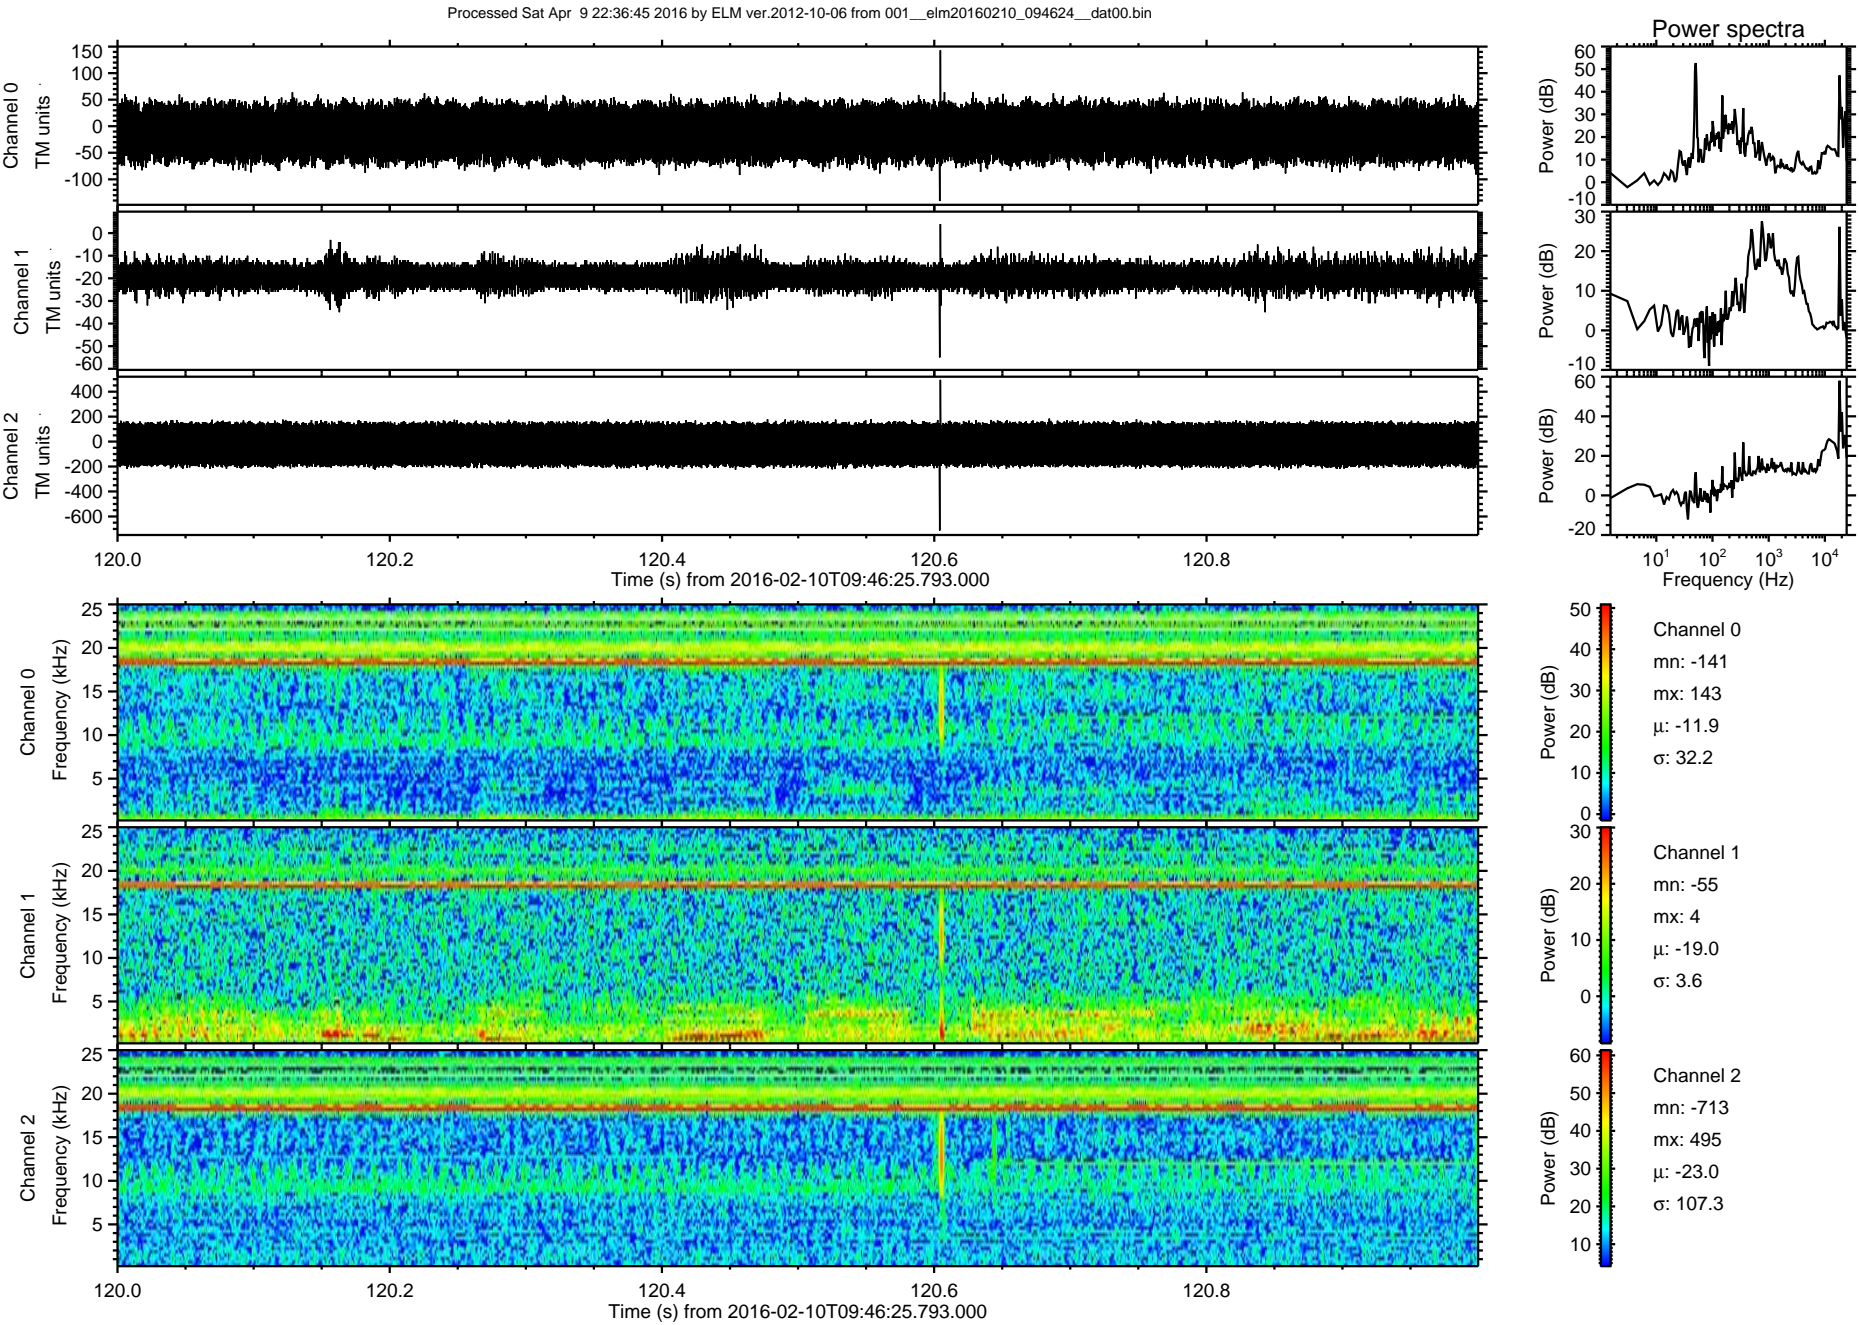 Processed Sat Apr  9 22:36:45 2016 by ELM ver.2012-10-06 from 001__elm20160210_094624__dat00.bin
Power spectra
Channel 0
TM units
150
100
50
0
-50
-100
Power (dB)
60
50
40
30
20
10
0
-10
Channel 1
TM units
0
-10
-20
-30
-40
-50
-60
Power (dB)
30
20
10
0
-10
Channel 2
TM units
400
200
0
-200
-400
-600
Power (dB)
60
40
20
0
-20
120.0 120.2 120.4 120.6 120.8
Time (s) from 2016-02-10T09:46:25.793.000
10^1 10^2 10^3 10^4
Frequency (Hz)
Channel 0
Frequency (kHz)
25
20
15
10
5
Power (dB)
50
40
30
20
10
0
Channel 0
mn: -141
mx: 143
μ: -11.9
σ: 32.2
Channel 1
Frequency (kHz)
25
20
15
10
5
Power (dB)
30
20
10
0
Channel 1
mn: -55
mx: 4
μ: -19.0
σ: 3.6
Channel 2
Frequency (kHz)
25
20
15
10
5
Power (dB)
60
50
40
30
20
10
Channel 2
mn: -713
mx: 495
μ: -23.0
σ: 107.3
120.0 120.2 120.4 120.6 120.8
Time (s) from 2016-02-10T09:46:25.793.000